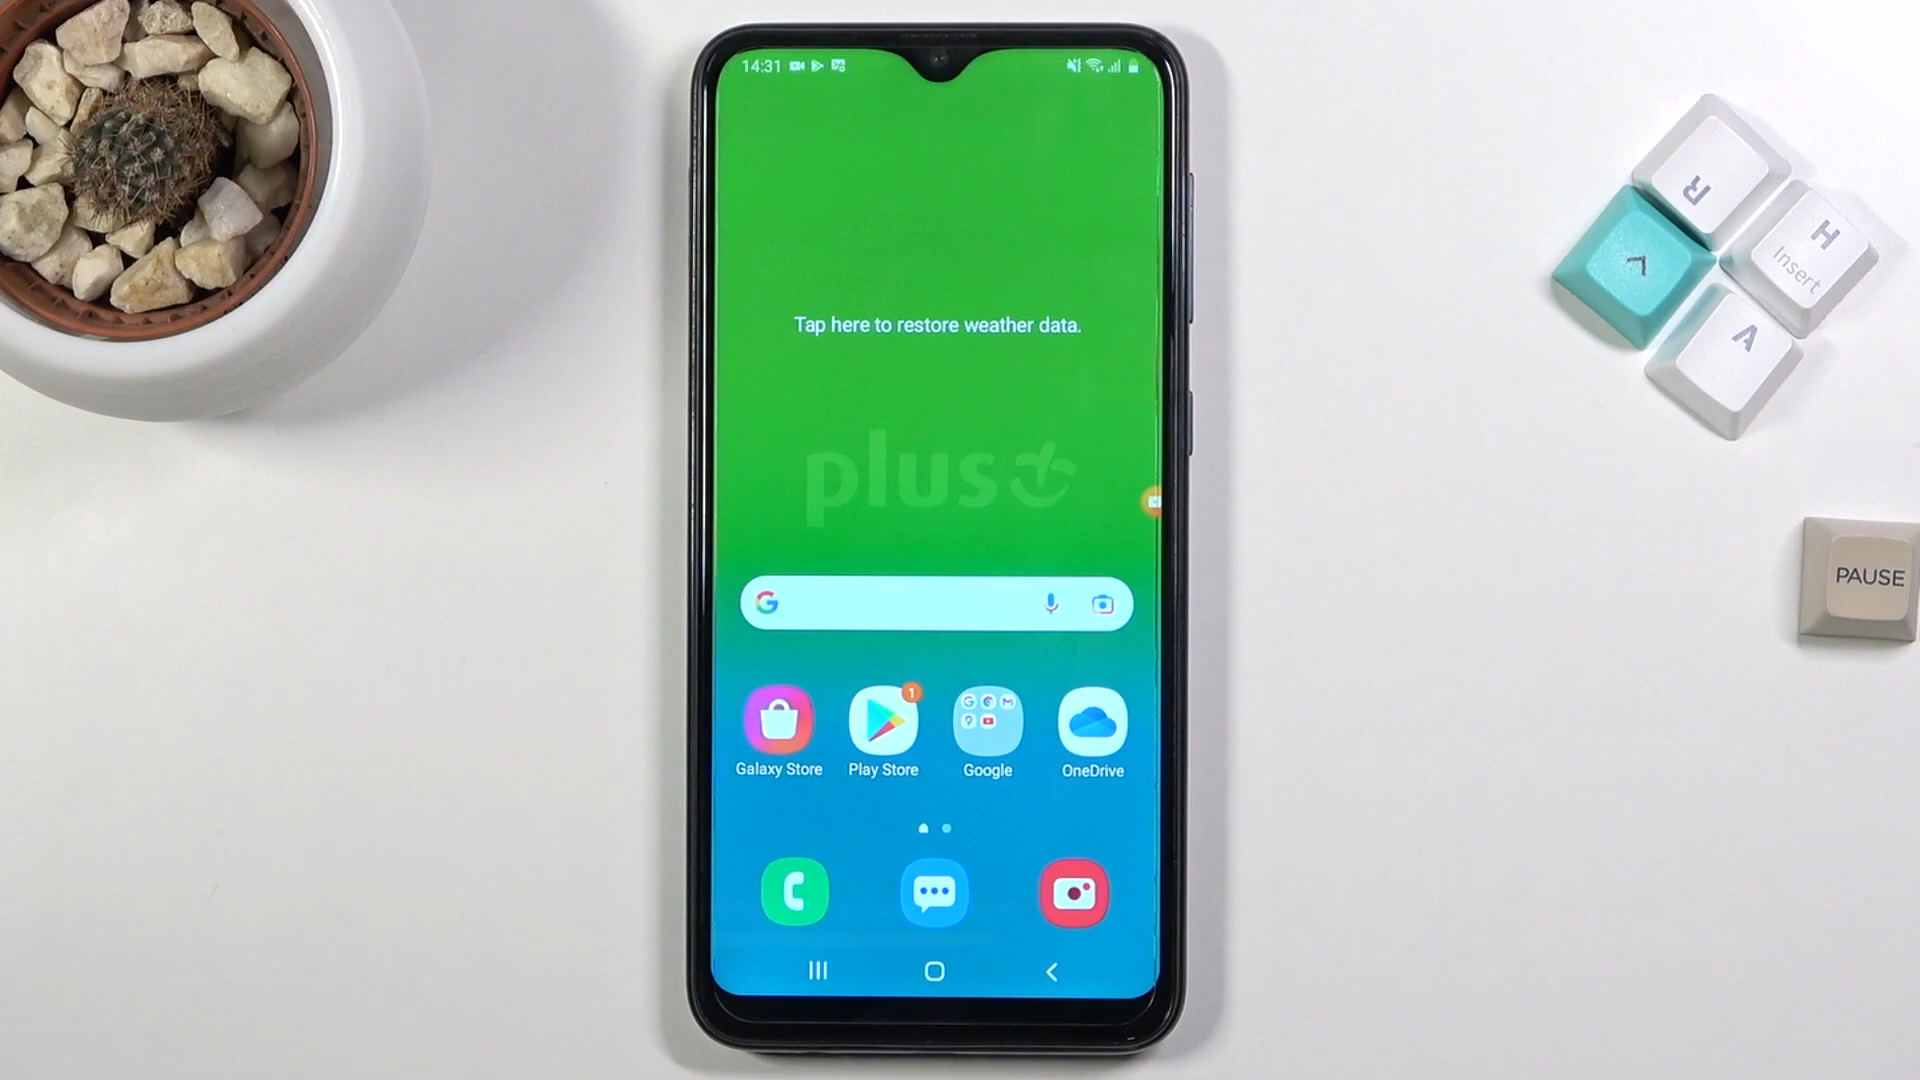 14:31
Tap here to restore weather data.
plus
G
1
Galaxy Store
Play Store
Google
OneDrive
R
H
Insert
A
PAUSE